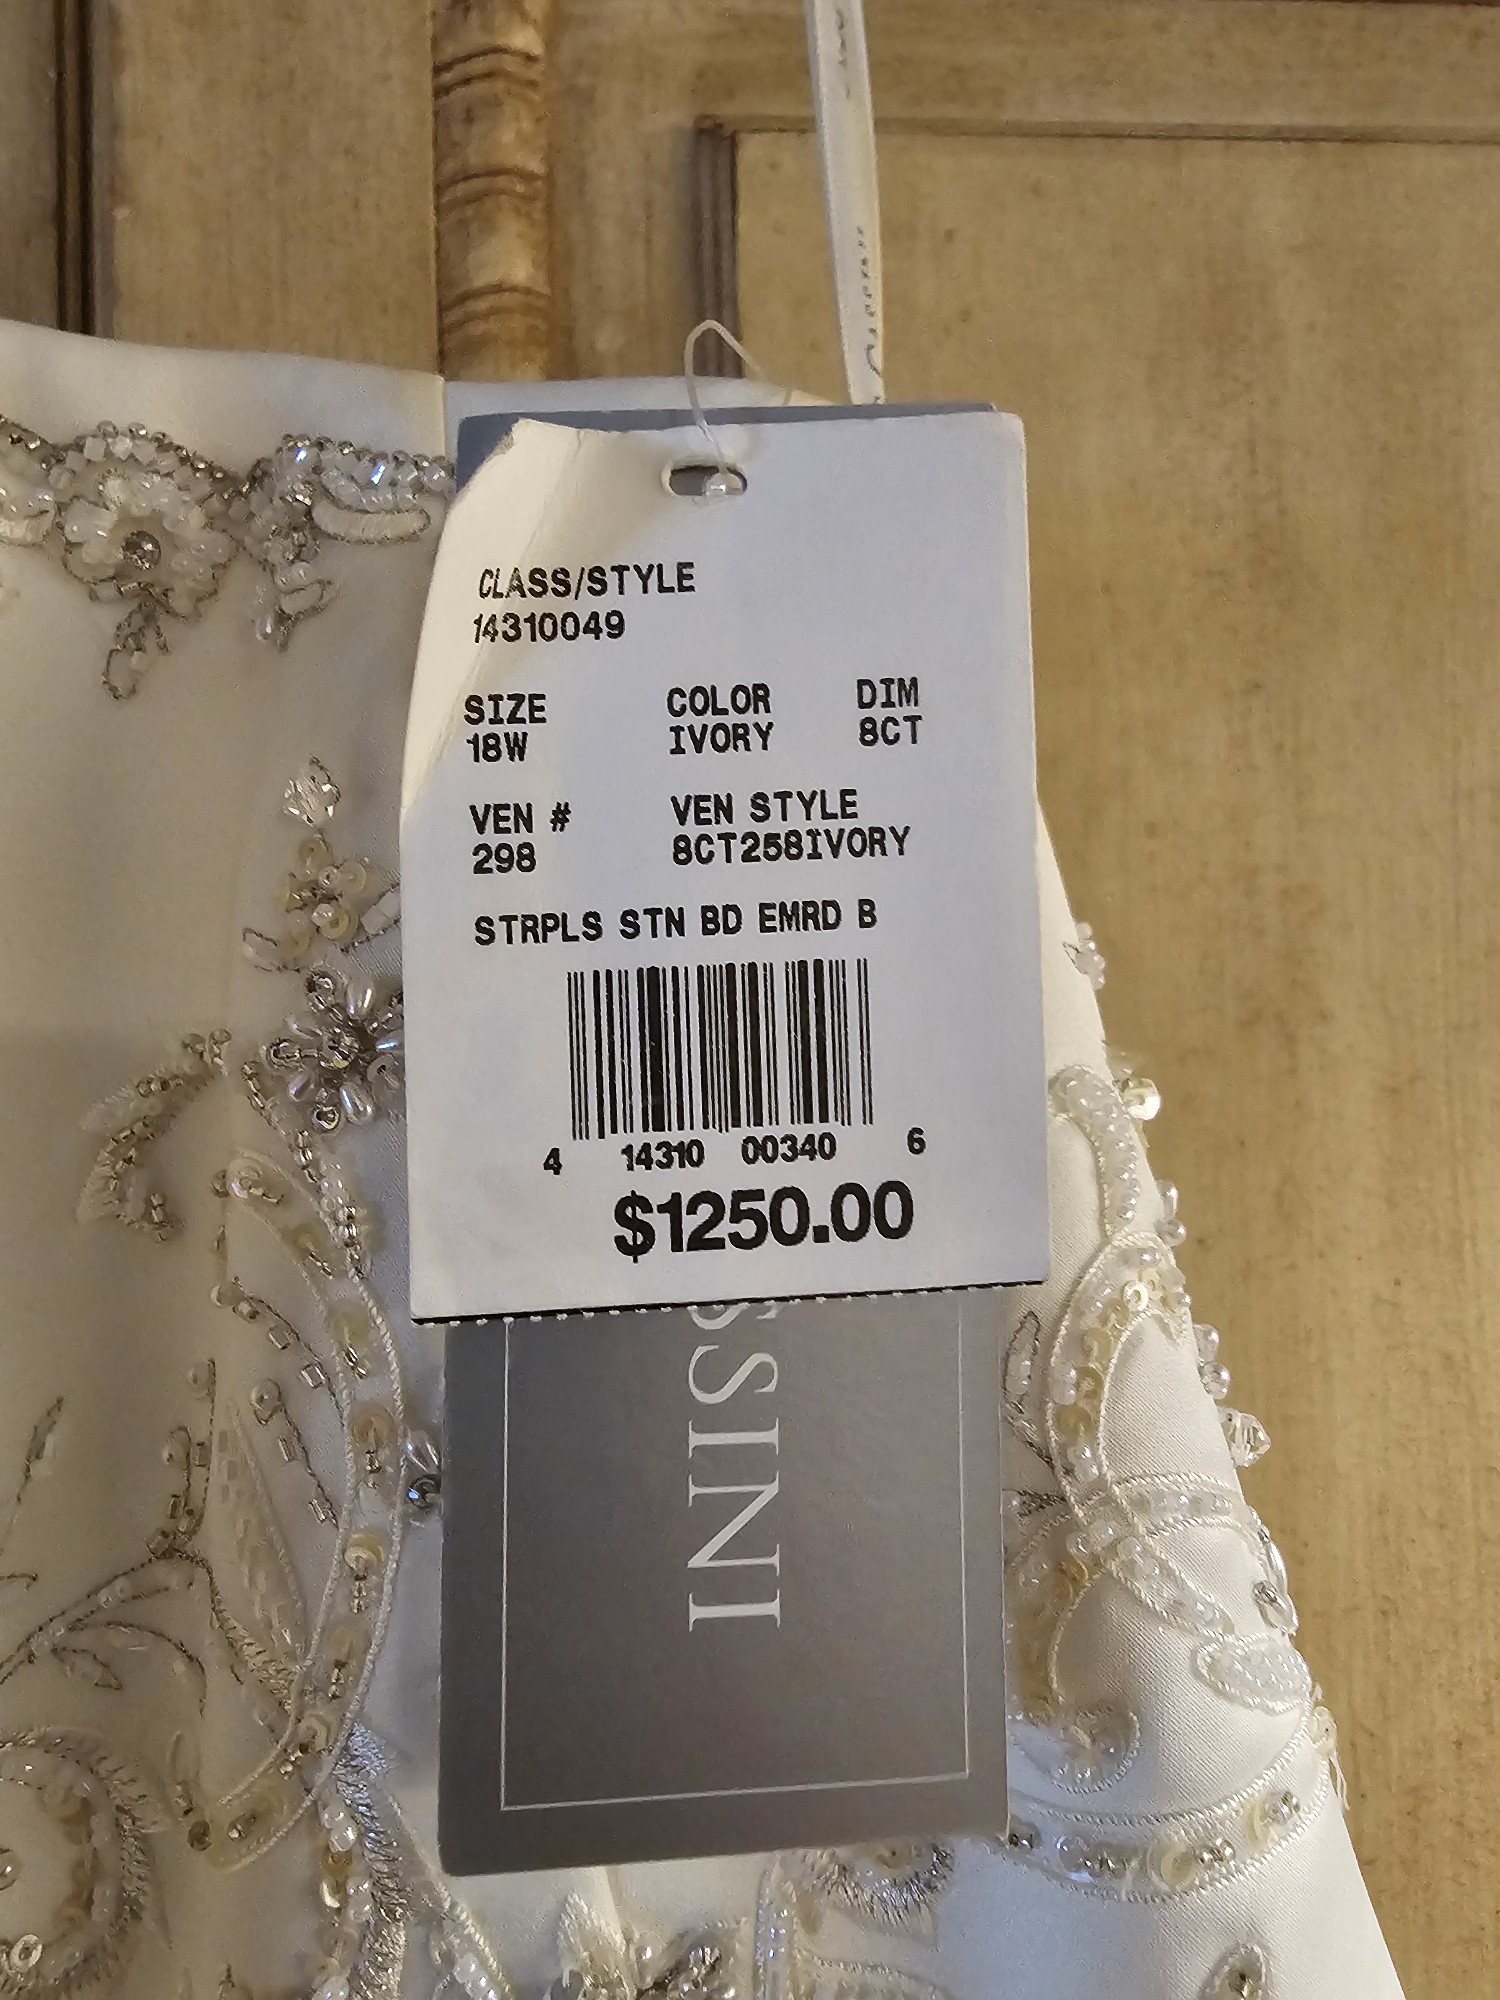 CLASS/STYLE
14310049
SIZE COLOR DIM
18W IVORY 8CT
VEN # VEN STYLE
298 8CT258IVORY
STRPLS STN BD EMRD B
4 14310 00340 6
$1250.00
SSINI